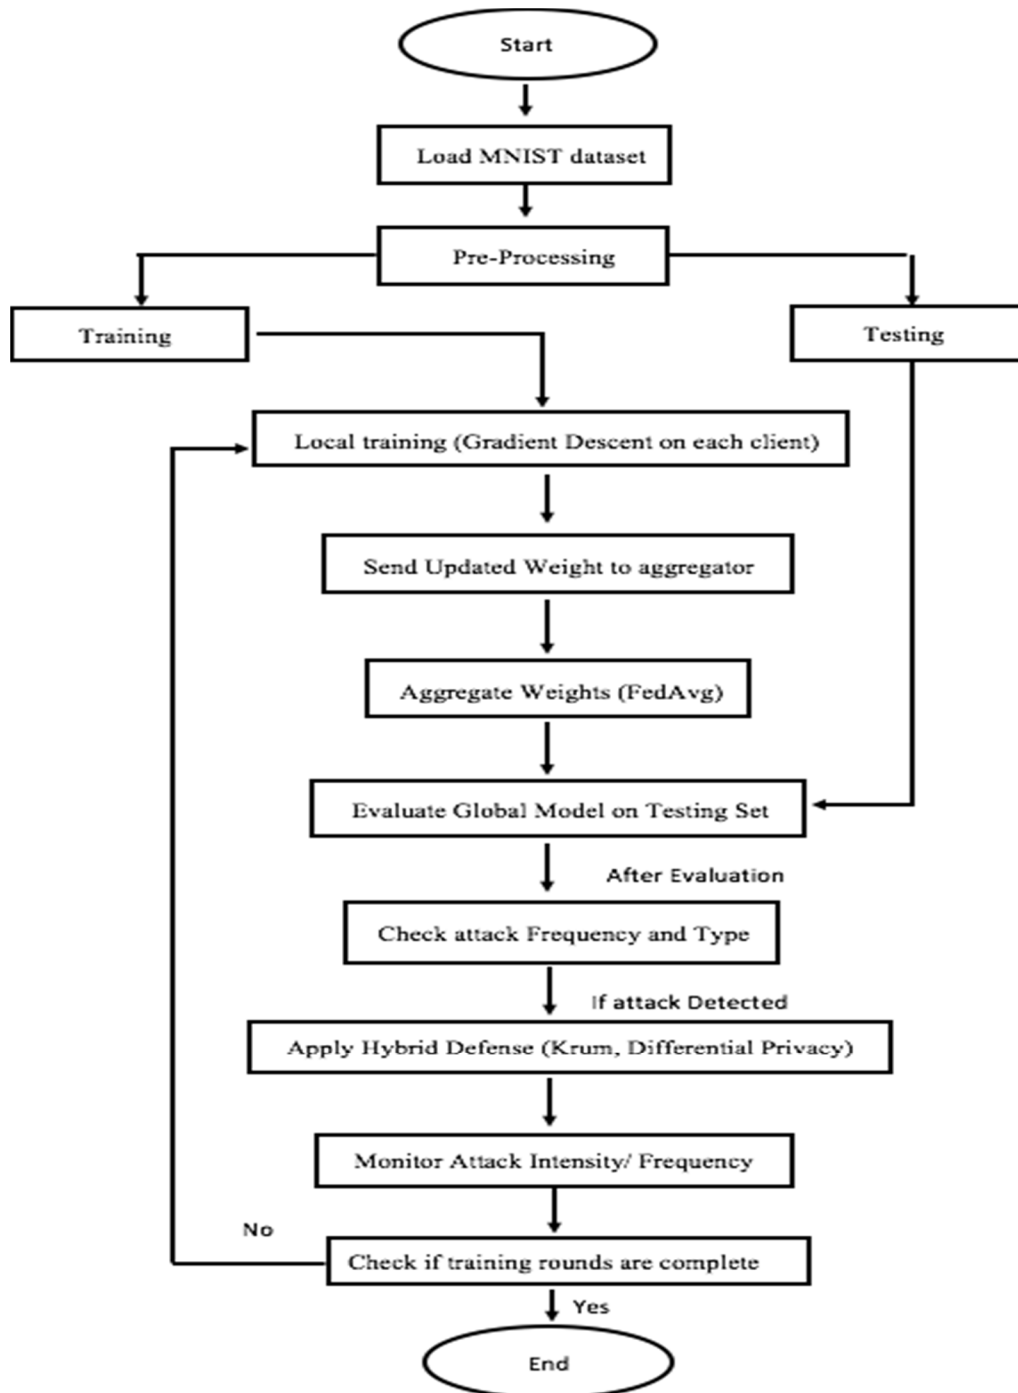 Start
Load MNIST dataset
Pre-Processing
Training
Testing
Local training (Gradient Descent on each client)
Send Updated Weight to aggregator
Aggregate Weights (FedAvg)
Evaluate Global Model on Testing Set
After Evaluation
Check attack Frequency and Type
If attack Detected
Apply Hybrid Defense (Krum, Differential Privacy)
Monitor Attack Intensity/ Frequency
No
Check if training rounds are complete
Yes
End